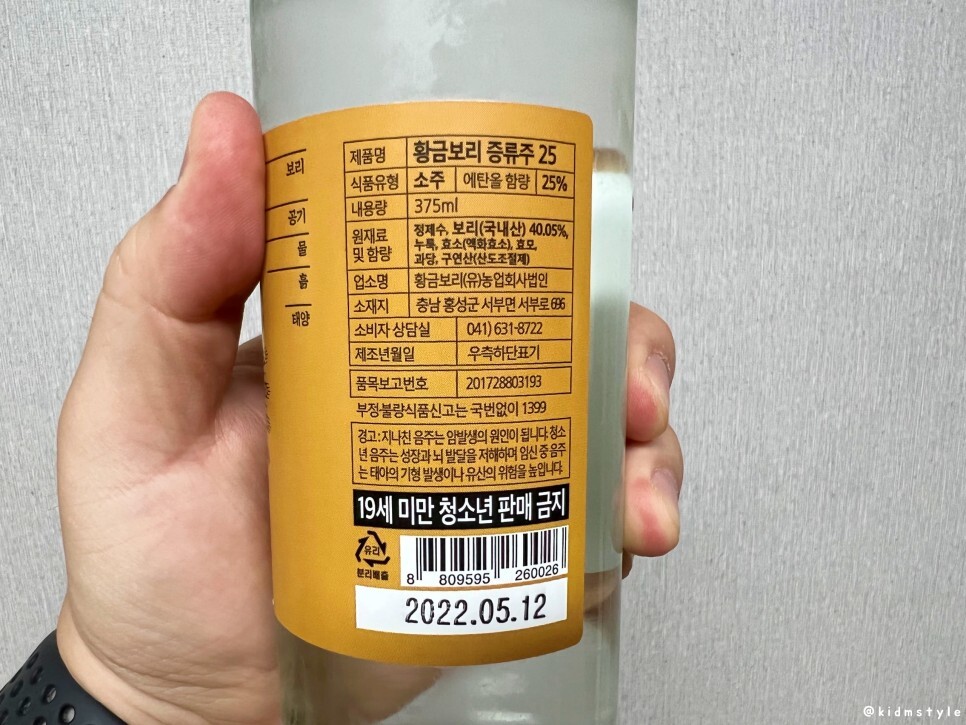 보리
공기
물
흙
태양
제품명 황금보리 증류주 25
식품유형 소주 에탄올 함량 25%
내용량 375ml
원재료 및 함량
정제수, 보리(국내산) 40.05%,
누룩, 효소(액화효소), 효모,
과당, 구연산(산도조절제)
업소명 황금보리(유)농업회사법인
소재지 충남 홍성군 서부면 서부로 696
소비자 상담실 041) 631-8722
제조년월일 우측하단표기
품목보고번호 201728803193
부정불량식품신고는 국번없이 1399
경고 : 지나친 음주는 암발생의 원인이 됩니다. 청소
년 음주는 성장과 뇌 발달을 저해하며 임신 중 음주
는 태아의 기형 발생이나 유산의 위험을 높입니다.
19세 미만 청소년 판매 금지
유리
분리배출
8 809595 260026
2022.05.12
@kidmstyle